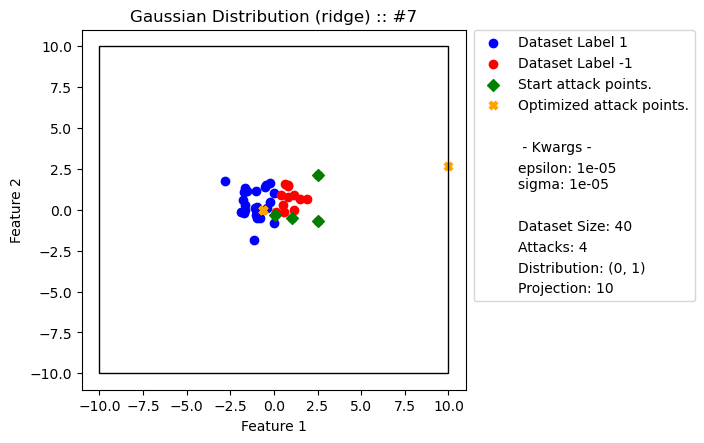 Gaussian Distribution (ridge) :: #7
10.0
7.5
5.0
2.5
0.0
−2.5
−5.0
−7.5
−10.0
Feature 2
−10.0 −7.5 −5.0 −2.5 0.0 2.5 5.0 7.5 10.0
Feature 1
Dataset Label 1
Dataset Label -1
Start attack points.
Optimized attack points.
- Kwargs -
epsilon: 1e-05
sigma: 1e-05
Dataset Size: 40
Attacks: 4
Distribution: (0, 1)
Projection: 10